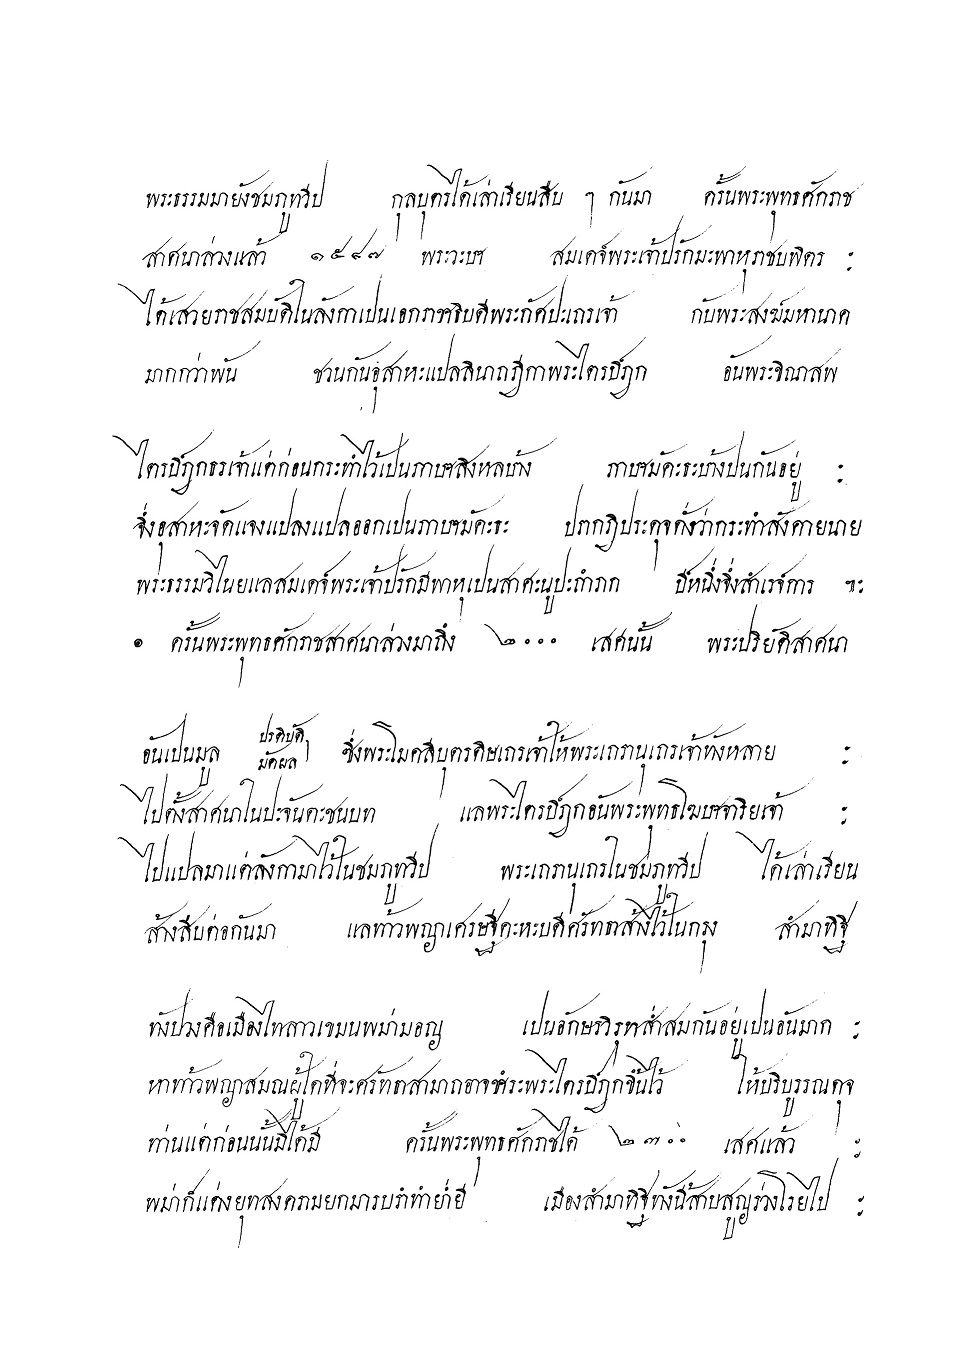 พระธรรมมายังชมภูทวีป กุลบุตรได้เล่าเรียนสืบ ๆ กันมา ครั้นพระพุทธศักราช
สาศนาล่วงแล้ว ๑๕๘๗ พระวะษา สมเดจ์พระเจ้าปรักมะพาหุราชบพิตร ะ
ได้เสวยราชสมบัติในลังกาเปนเอกราชธิบดีพระกัศปะเถรเจ้า กับพระสงฆ์มหานาค
มากกว่าพัน ชวนกันอุสาหะแปลลินาถฎีกาพระไตรปิฎก อันพระจินาสพ
ไตรปิฎกธรเจ้าแต่ก่อนกระทำไว้เป็นภาษาสิงหลบ้าง ภาษามัคะธะบ้างปนกันอยู่ ะ
จึ่งอุสาหะจัดแจงแปลงแปลออกเปนภาษามัคะธะ ปรกฎิประดุจดั่งว่ากระทำสังคายนาย
พระธรรมวิไนยแลสมเดจ์พระเจ้าปรักมีพาหุเปนสาศะนูปะถำภก ปีหนึ่งจึ่งสำเรจ์การ ฯะ
๏ ครั้นพระพุทธศักราชสาศนาล่วงมาถึง ๒๐๐๐ เสศนั้น พระปริยัติสาศนา
อันเปนมูล ปรติบัติ มัคผล ๅ ซึ่งพระโมคลีบุตรดิษเถรเจ้าให้พระเถรานุเถรเจ้าทังหลาย ะ
ไปตั้งสาศนาในปะจันตะชนบท แลพระไตรปิฎกอันพระพุทธโฆษาจาริยเจ้า ะ
ไปแปลมาแต่ลังกามาไว้ในชมภูทวีป พระเถรานุเถรในชมภูทวีป ได้เล่าเรียน
ส้างสืบต่อกันมา แลท้าวพญาเศรษฐีคะหะบดีศรัทธาส้างไว้ในกรุง สำมาทิฐิ
ทังปวงคือเมืองไทลาวเขมนพม่ามอญ เปนอักษรวิรุทส่ำสมกันอยู่เปนอันมาก ะ
หาท้าวพญาสมณผู้ใดที่จะศรัทธาสามาถอาจชำระพระไตรปิฎกขึ้นไว้ ให้บริบูรรณดุจ
ท่านแต่ก่อนนั้นมิได้มี ครั้นพระพุทธศักราชได้ ๒๓๐๐ เสศแล้ว ะ
พม่าก็แต่งยุทสงครามยกมารบรำทำย่ำยี เมืองสำมาทิฐิทังนี้สาบสูญร่วงโรยไป ะ